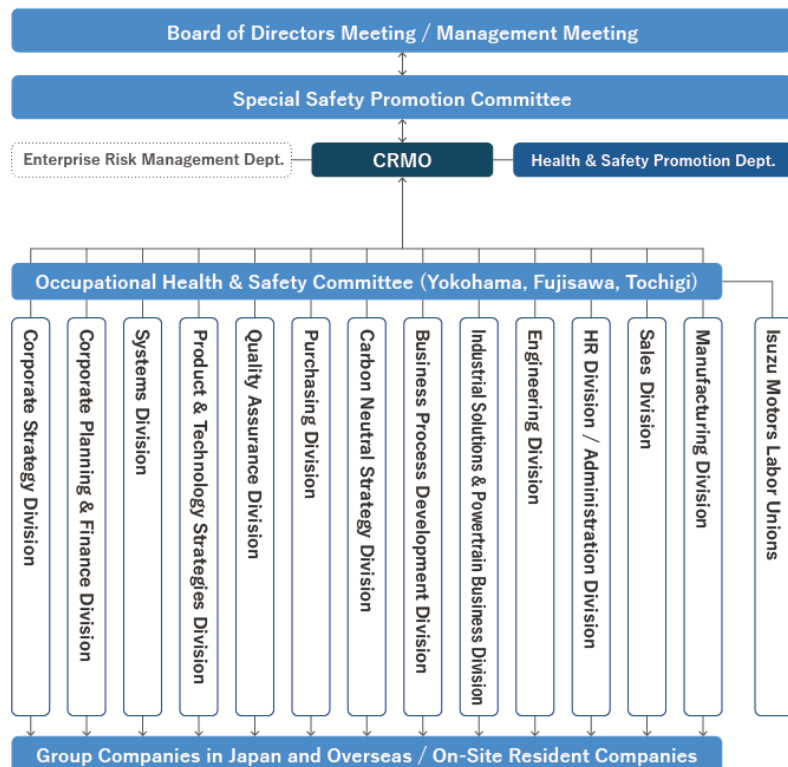 Board of Directors Meeting / Management Meeting
Special Safety Promotion Committee
Enterprise Risk Management Dept.
CRMO
Health & Safety Promotion Dept.
Occupational Health & Safety Committee (Yokohama, Fujisawa, Tochigi)
Corporate Strategy Division
Corporate Planning & Finance Division
Systems Division
Product & Technology Strategies Division
Quality Assurance Division
Purchasing Division
Carbon Neutral Strategy Division
Business Process Development Division
Industrial Solutions & Powertrain Business Division
Engineering Division
HR Division / Administration Division
Sales Division
Manufacturing Division
Isuzu Motors Labor Unions
Group Companies in Japan and Overseas / On-Site Resident Companies